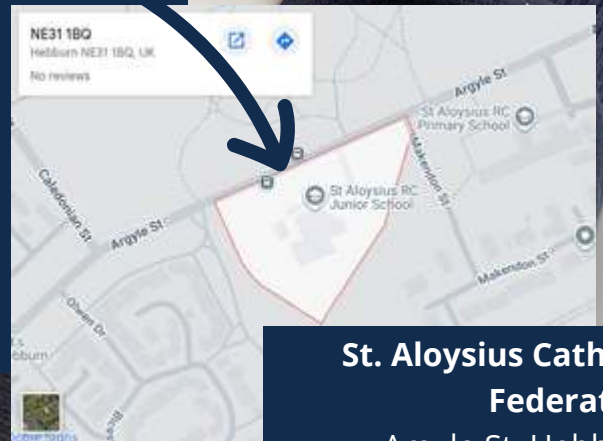 NE31 1BQ
Hebburn NE31 1BQ, UK
No reviews
Argyle St
St Aloysius RC
Primary School
Makendon St
St Aloysius RC
Junior School
Caledonian St
Argyle St
Makendon St
Olwen Dr
St. Aloysius Cath
Federat